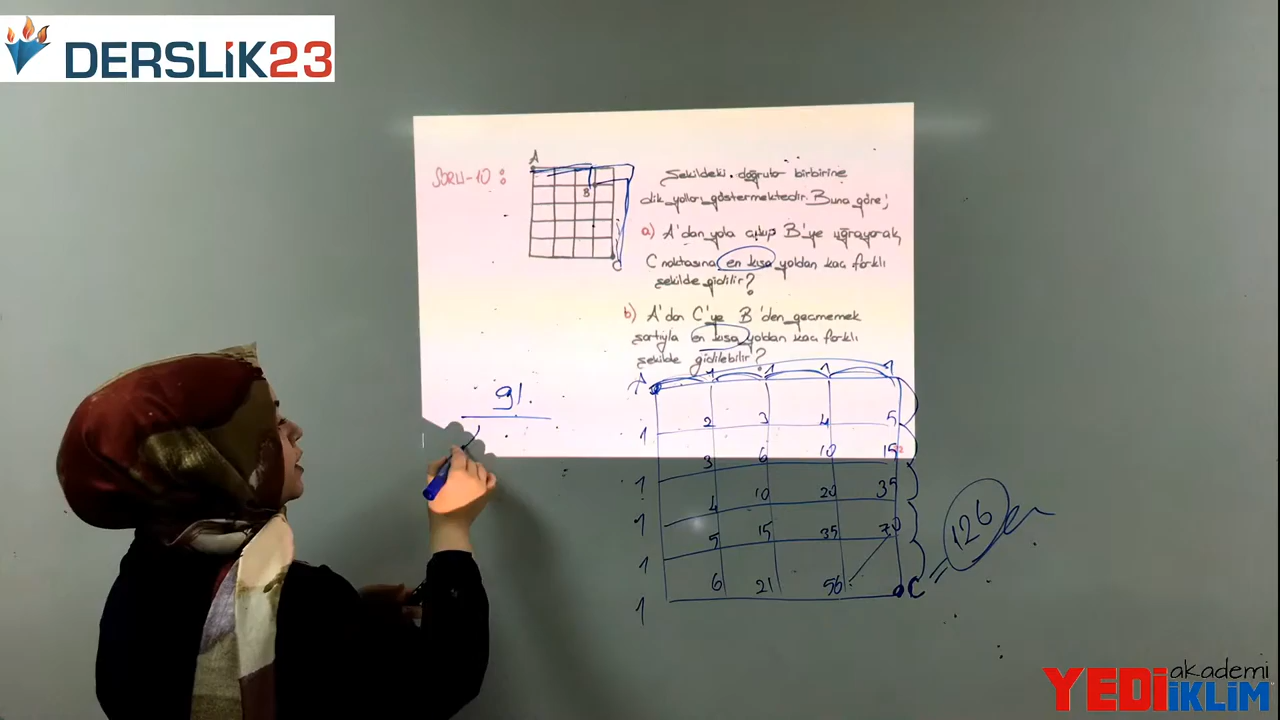 DERSLİK23
SORU-10:
A
B
C
Şekildeki doğrular birbirine
dik yolları göstermektedir. Buna göre;
a) A'dan yola çıkıp B'ye uğrayarak,
C noktasına en kısa yoldan kaç farklı
şekilde gidilir?
b) A'dan C'ye B'den geçmemek
şartıyla en kısa yoldan kaç farklı
şekilde gidilebilir?
9!
A 1 1 1 1
1 2 3 4 5
1 3 6 10 15
1 4 10 20 35
1 5 15 35 70
1 6 21 56 C = 126
YEDİ İKLİM akademi